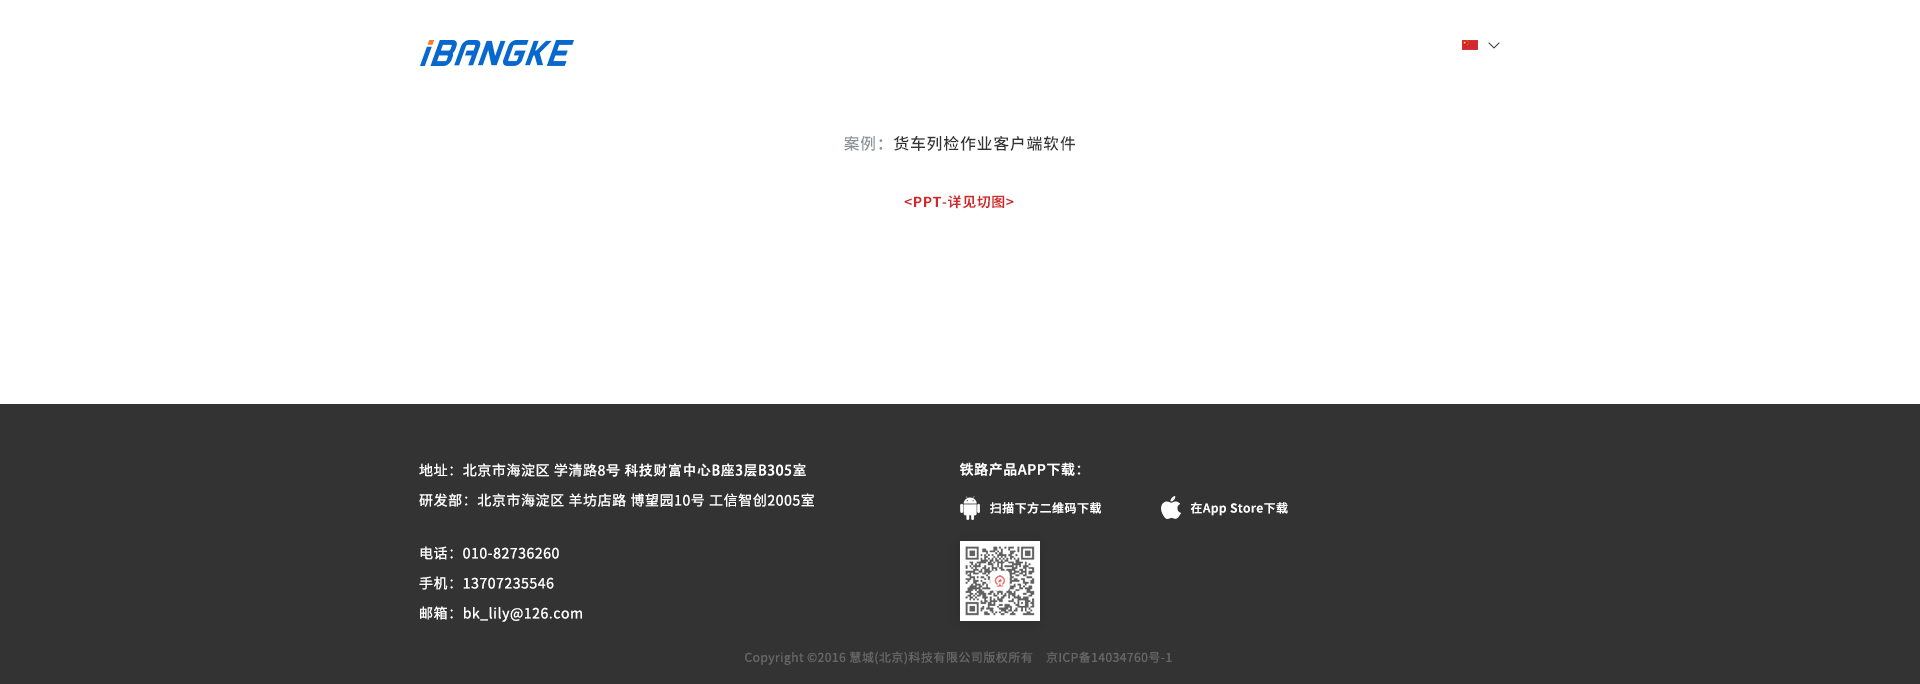 iBANGKE
案例：货车列检作业客户端软件
<PPT-详见切图>
地址：北京市海淀区 学清路8号 科技财富中心B座3层B305室
研发部：北京市海淀区 羊坊店路 博望园10号 工信智创2005室
电话：010-82736260
手机：13707235546
邮箱：bk_lily@126.com
铁路产品APP下载：
扫描下方二维码下载
在App Store下载
Copyright ©2016 慧城(北京)科技有限公司版权所有 京ICP备14034760号-1